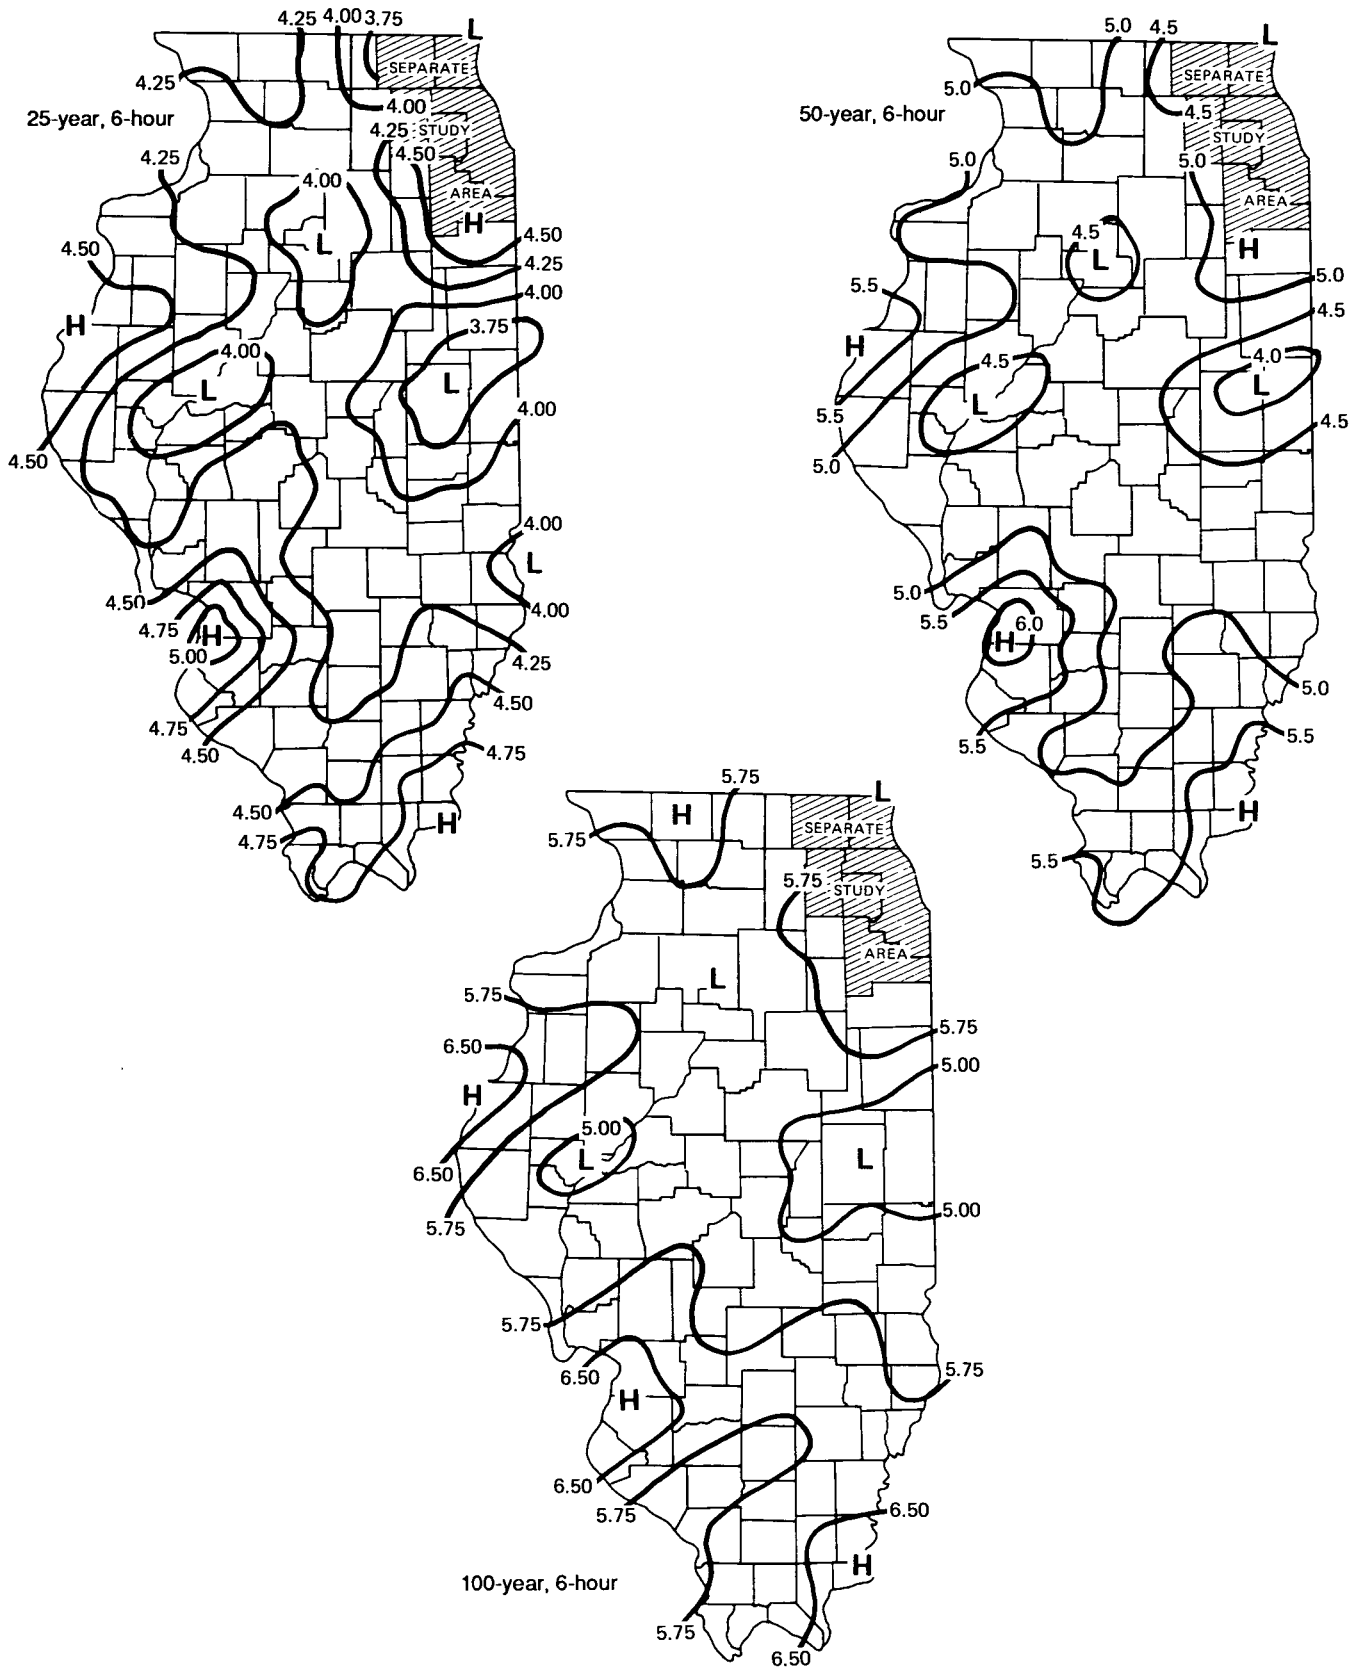 4.25 4.00 3.75 L
SEPARATE
4.25
4.00
25-year, 6-hour
4.25 STUDY
4.25
4.50
4.00
AREA
H
L
4.50
4.50
4.25
4.00
H
3.75
4.00
L
L
4.00
4.50
4.00
L
4.50
4.00
4.75
H
5.00
4.25
4.50
4.75
4.50
4.75
4.50
H
4.75
5.0 4.5 L
SEPARATE
5.0
50-year, 6-hour
4.5
STUDY
5.0
5.0
AREA
4.5
H
L
5.0
5.5
4.5
H
4.5
4.0
L
L
5.5
4.5
5.0
5.0
5.5
6.0
H
5.0
5.5
5.5
H
5.5
5.75
L
H
SEPARATE
5.75
5.75
STUDY
AREA
L
5.75
5.75
6.50
5.00
H
5.00
L
L
6.50
5.00
5.75
5.75
6.50
5.75
H
6.50
5.75
6.50
H
100-year, 6-hour
5.75
6.50